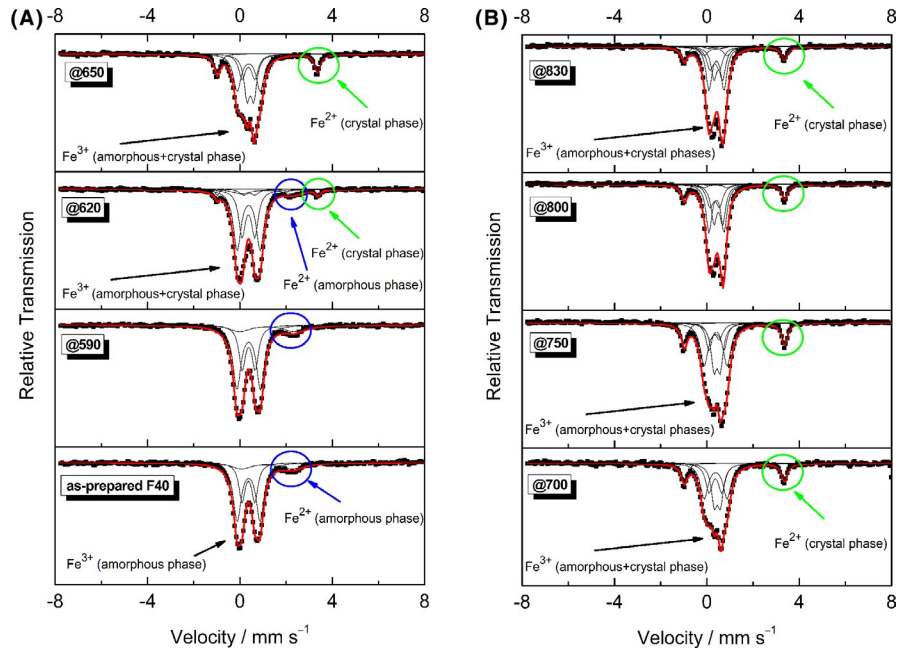 (A)
-8 -4 0 4 8
@650
Fe2+ (crystal phase)
Fe3+ (amorphous+crystal phase)
@620
Fe2+ (crystal phase)
Fe2+ (amorphous phase)
Fe3+ (amorphous+crystal phase)
@590
as-prepared F40
Fe2+ (amorphous phase)
Fe3+ (amorphous phase)
-8 -4 0 4 8
Velocity / mm s−1
Relative Transmission
(B)
-8 -4 0 4 8
@830
Fe2+ (crystal phase)
Fe3+ (amorphous+crystal phases)
@800
@750
Fe3+ (amorphous+crystal phases)
@700
Fe2+ (crystal phase)
Fe3+ (amorphous+crystal phase)
-8 -4 0 4 8
Velocity / mm s−1
Relative Transmission